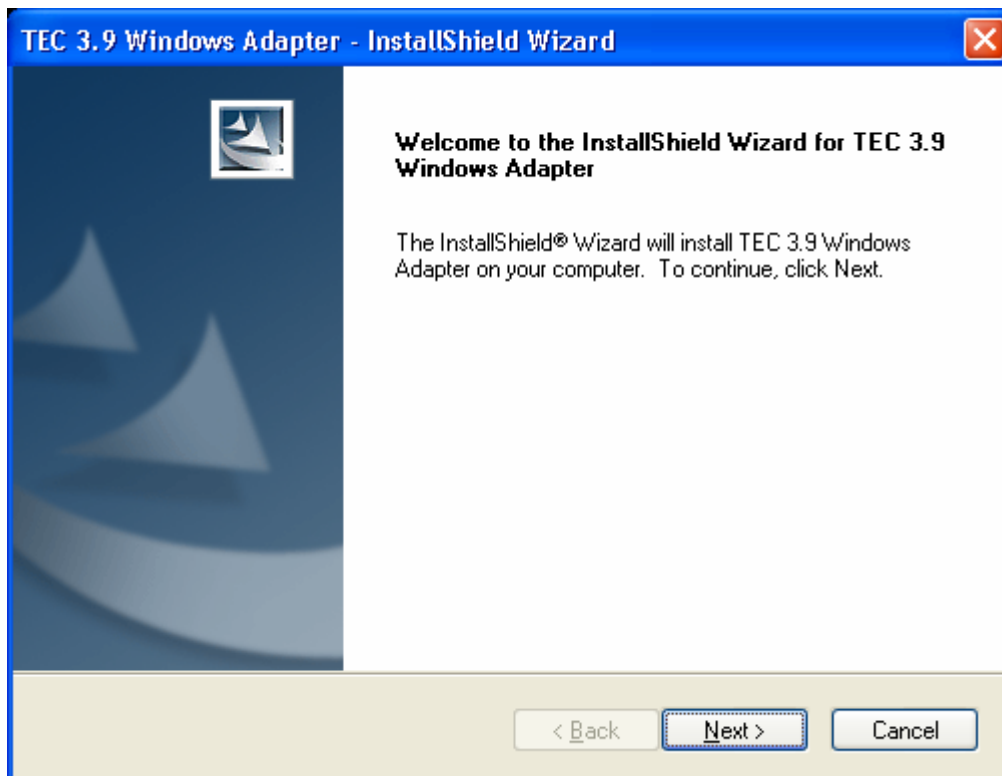 TEC 3.9 Windows Adapter - InstallShield Wizard
Welcome to the InstallShield Wizard for TEC 3.9
Windows Adapter
The InstallShield® Wizard will install TEC 3.9 Windows
Adapter on your computer.  To continue, click Next.
< Back
Next >
Cancel